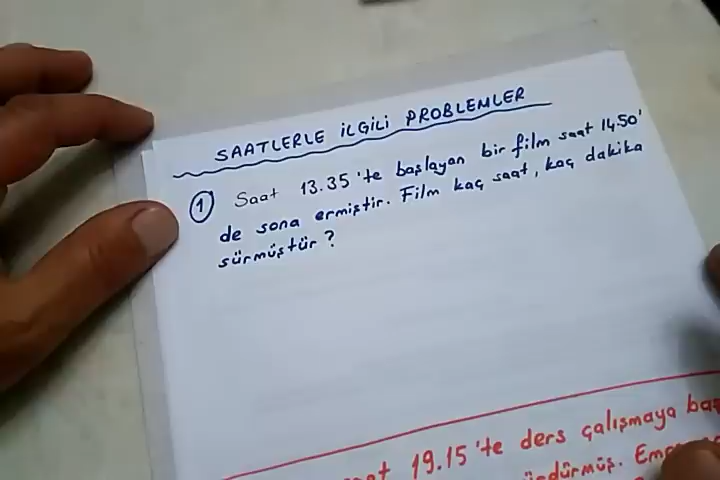 SAATLERLE İLGİLİ PROBLEMLER
1 Saat 13.35'te başlayan bir film saat 14.50'
de sona ermiştir. Film kaç saat, kaç dakika
sürmüştür?
19.15'te ders çalışmaya